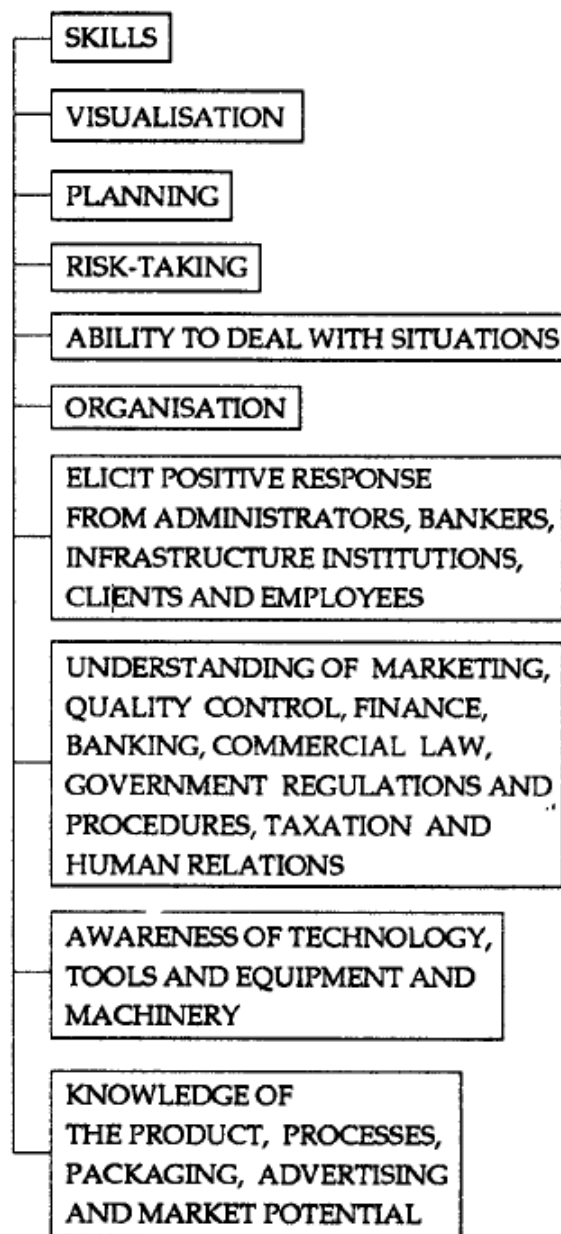 SKILLS
VISUALISATION
PLANNING
RISK-TAKING
ABILITY TO DEAL WITH SITUATIONS
ORGANISATION
ELICIT POSITIVE RESPONSE
FROM ADMINISTRATORS, BANKERS,
INFRASTRUCTURE INSTITUTIONS,
CLIENTS AND EMPLOYEES
UNDERSTANDING OF MARKETING,
QUALITY CONTROL, FINANCE,
BANKING, COMMERCIAL LAW,
GOVERNMENT REGULATIONS AND
PROCEDURES, TAXATION AND
HUMAN RELATIONS
AWARENESS OF TECHNOLOGY,
TOOLS AND EQUIPMENT AND
MACHINERY
KNOWLEDGE OF
THE PRODUCT, PROCESSES,
PACKAGING, ADVERTISING
AND MARKET POTENTIAL